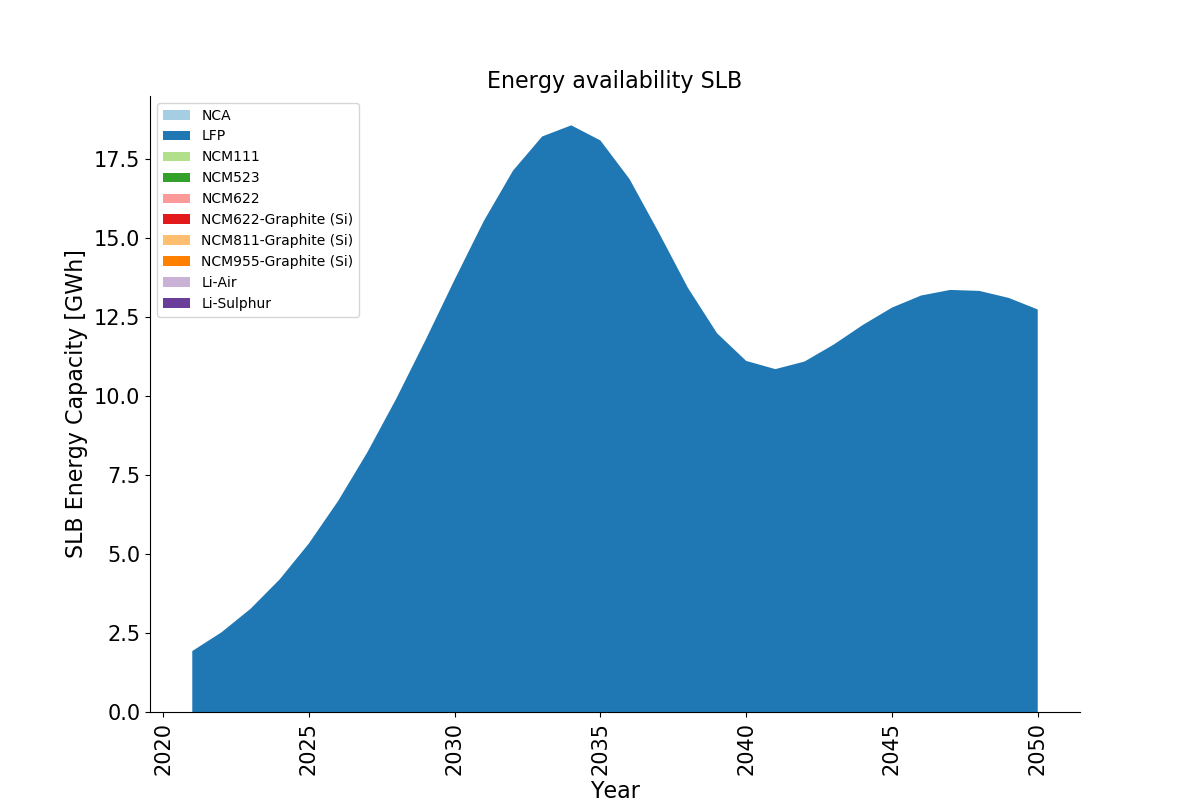 Energy availability SLB
NCA
LFP
NCM111
NCM523
NCM622
NCM622-Graphite (Si)
NCM811-Graphite (Si)
NCM955-Graphite (Si)
Li-Air
Li-Sulphur
SLB Energy Capacity [GWh]
17.5
15.0
12.5
10.0
7.5
5.0
2.5
0.0
2020
2025
2030
2035
2040
2045
2050
Year